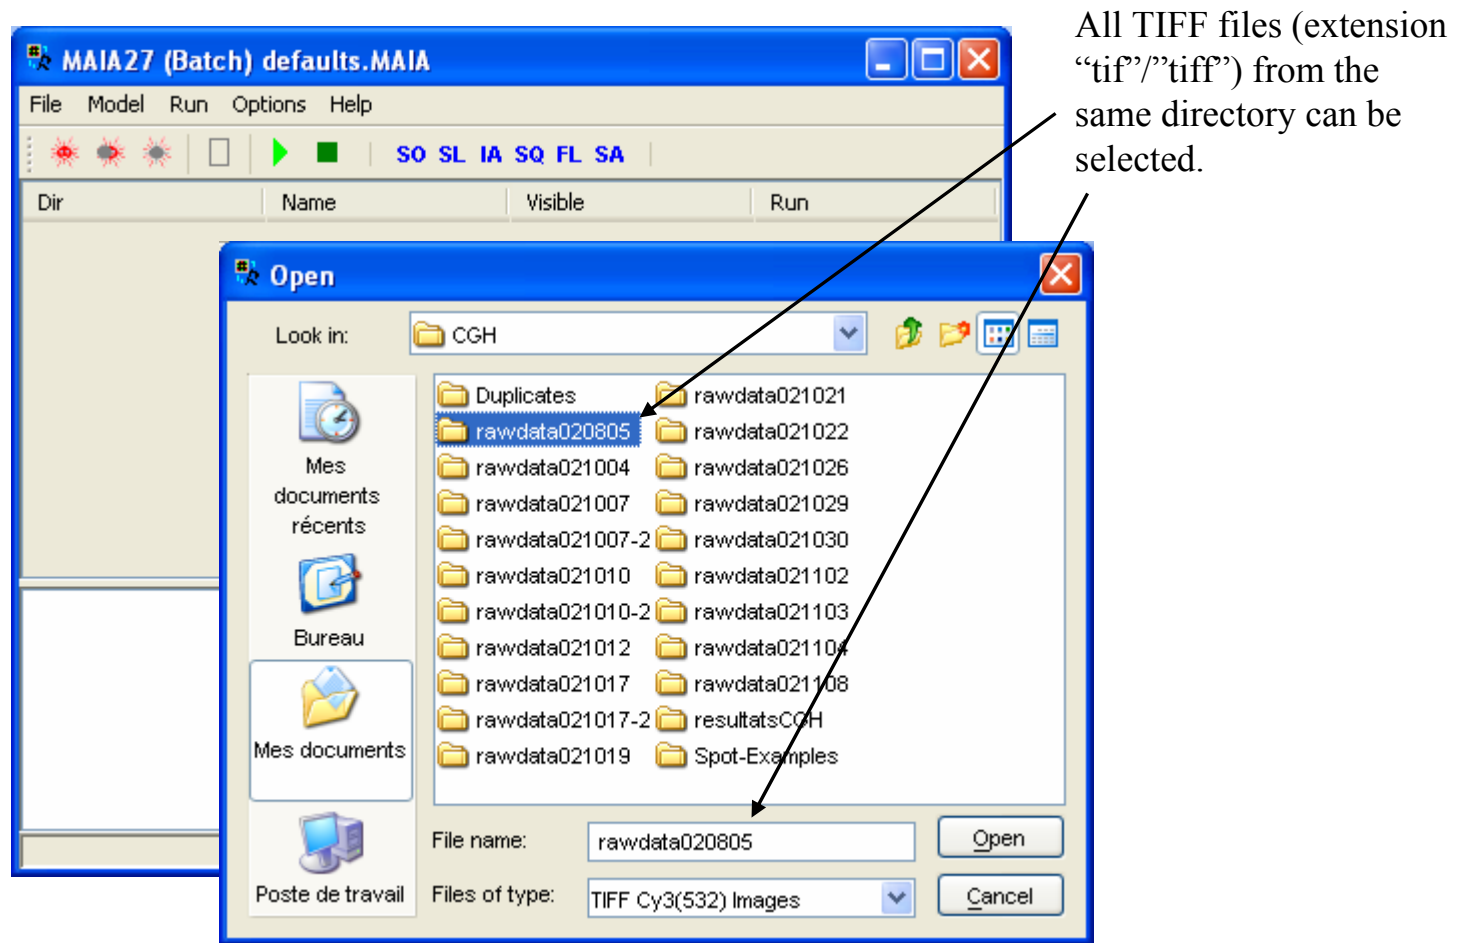 All TIFF files (extension
“tif”/”tiff”) from the
same directory can be
selected.
MAIA27 (Batch) defaults.MAIA
File Model Run Options Help
SO SL IA SQ FL SA
Dir Name Visible Run
Open
Look in: CGH
Mes
documents
récents
Bureau
Mes documents
Poste de travail
Duplicates rawdata021021
rawdata020805 rawdata021022
rawdata021004 rawdata021026
rawdata021007 rawdata021029
rawdata021007-2 rawdata021030
rawdata021010 rawdata021102
rawdata021010-2 rawdata021103
rawdata021012 rawdata021104
rawdata021017 rawdata021108
rawdata021017-2 resultatsCGH
rawdata021019 Spot-Examples
File name: rawdata020805 Open
Files of type: TIFF Cy3(532) Images Cancel